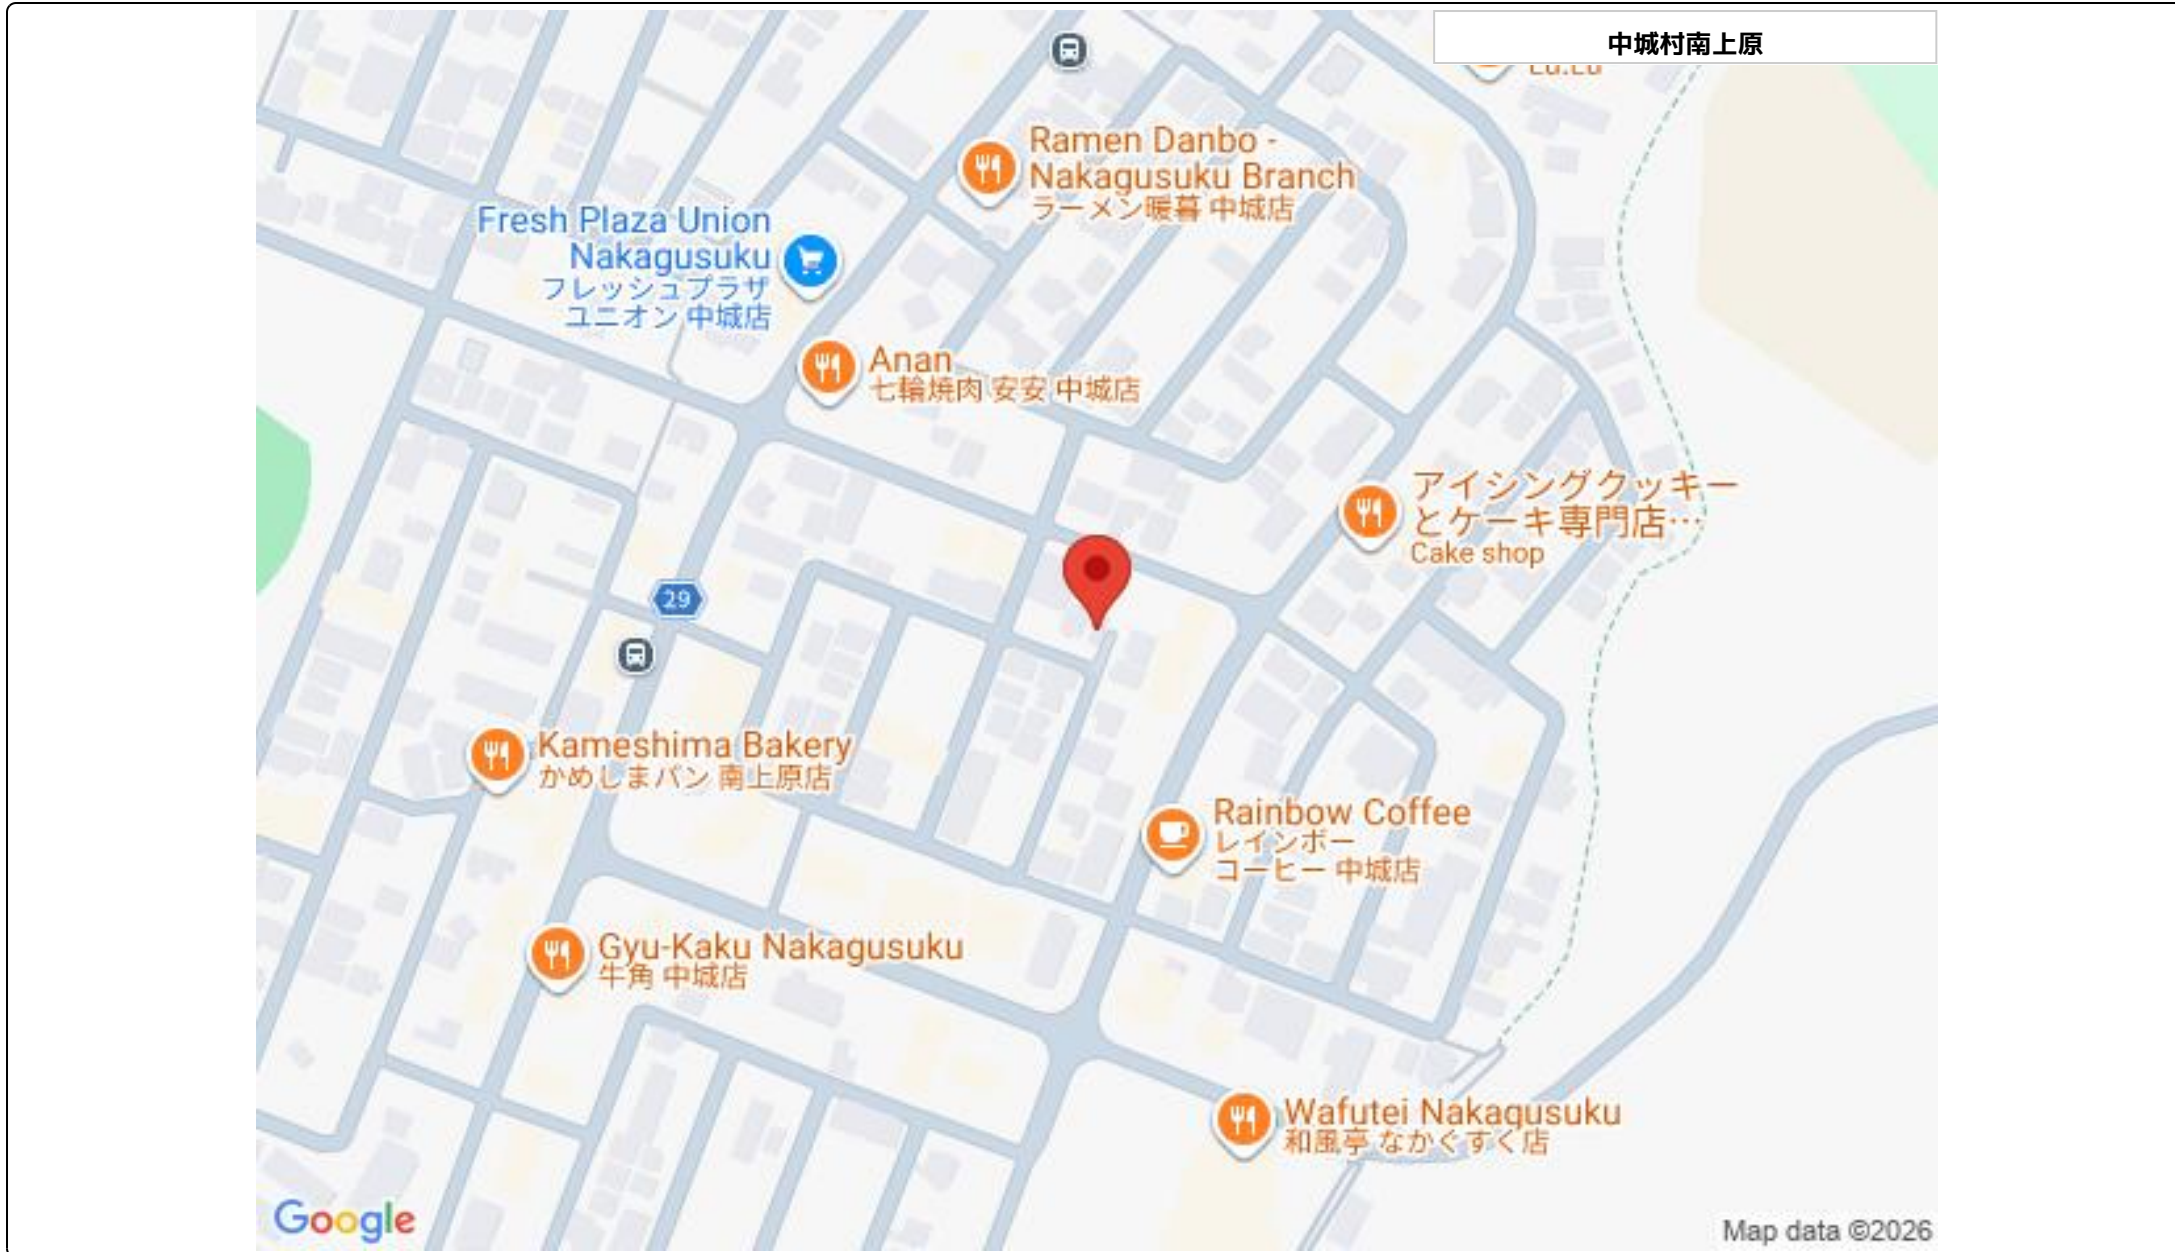 中城村南上原
Lu.Lu
Ramen Danbo -
Nakagusuku Branch
ラーメン暖暮 中城店
Fresh Plaza Union
Nakagusuku
フレッシュプラザ
ユニオン 中城店
Anan
七輪焼肉 安安 中城店
アイシングクッキー
とケーキ専門店…
Cake shop
29
Kameshima Bakery
かめしまパン 南上原店
Rainbow Coffee
レインボー
コーヒー 中城店
Gyu-Kaku Nakagusuku
牛角 中城店
Wafutei Nakagusuku
和風亭 なかぐすく店
Google
Map data ©2026